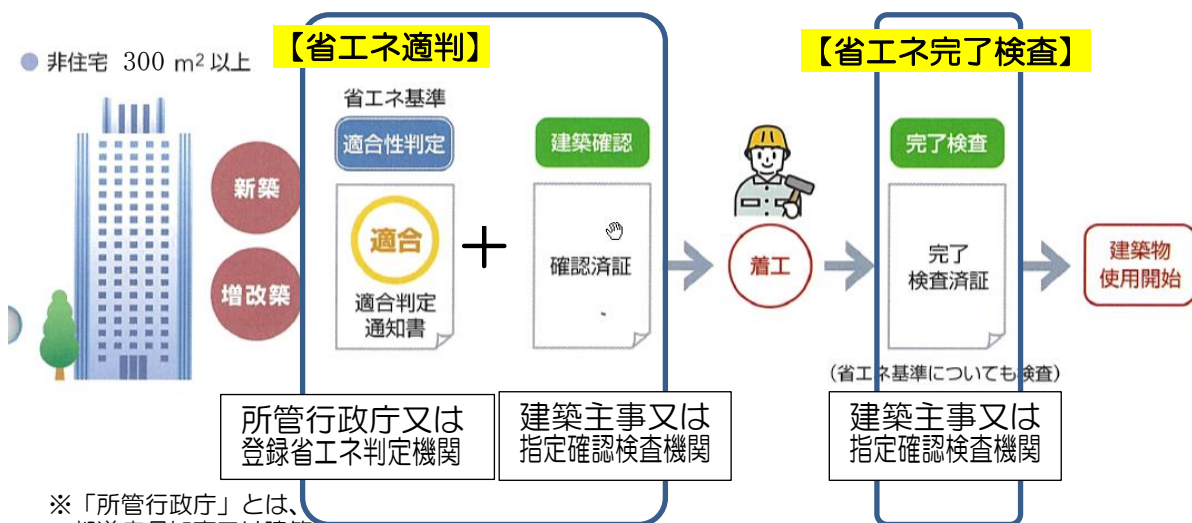 【省エネ適判】
【省エネ完了検査】
● 非住宅 300 m² 以上
新築
増改築
省エネ基準
適合性判定
適合
適合判定
通知書
+
建築確認
確認済証
着工
完了検査
完了
検査済証
(省エネ基準についても検査)
建築物
使用開始
所管行政庁又は
登録省エネ判定機関
建築主事又は
指定確認検査機関
建築主事又は
指定確認検査機関
※「所管行政庁」とは、